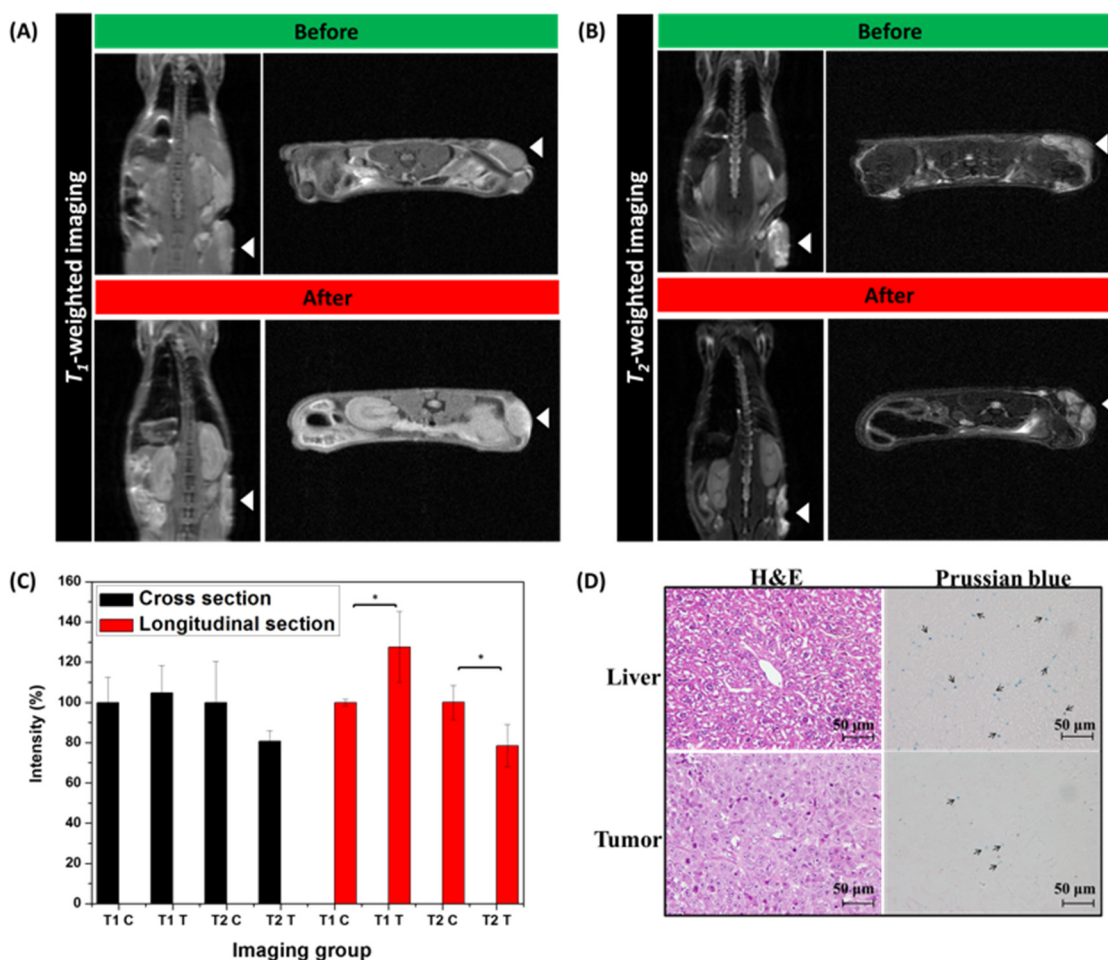 (A)
Before
T1-weighted imaging
After
(B)
Before
T2-weighted imaging
After
(C)
160
140
120
100
80
60
40
20
0
Intensity (%)
Cross section
Longitudinal section
*
*
T1 C
T1 T
T2 C
T2 T
T1 C
T1 T
T2 C
T2 T
Imaging group
(D)
H&E
Prussian blue
Liver
50 µm
50 µm
Tumor
50 µm
50 µm